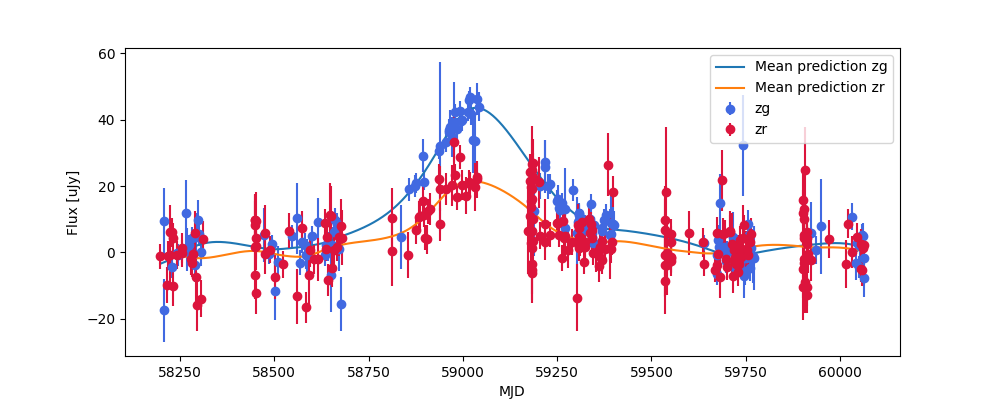 60
40
20
0
−20
Flux [uJy]
58250 58500 58750 59000 59250 59500 59750 60000
MJD
Mean prediction zg
Mean prediction zr
zg
zr